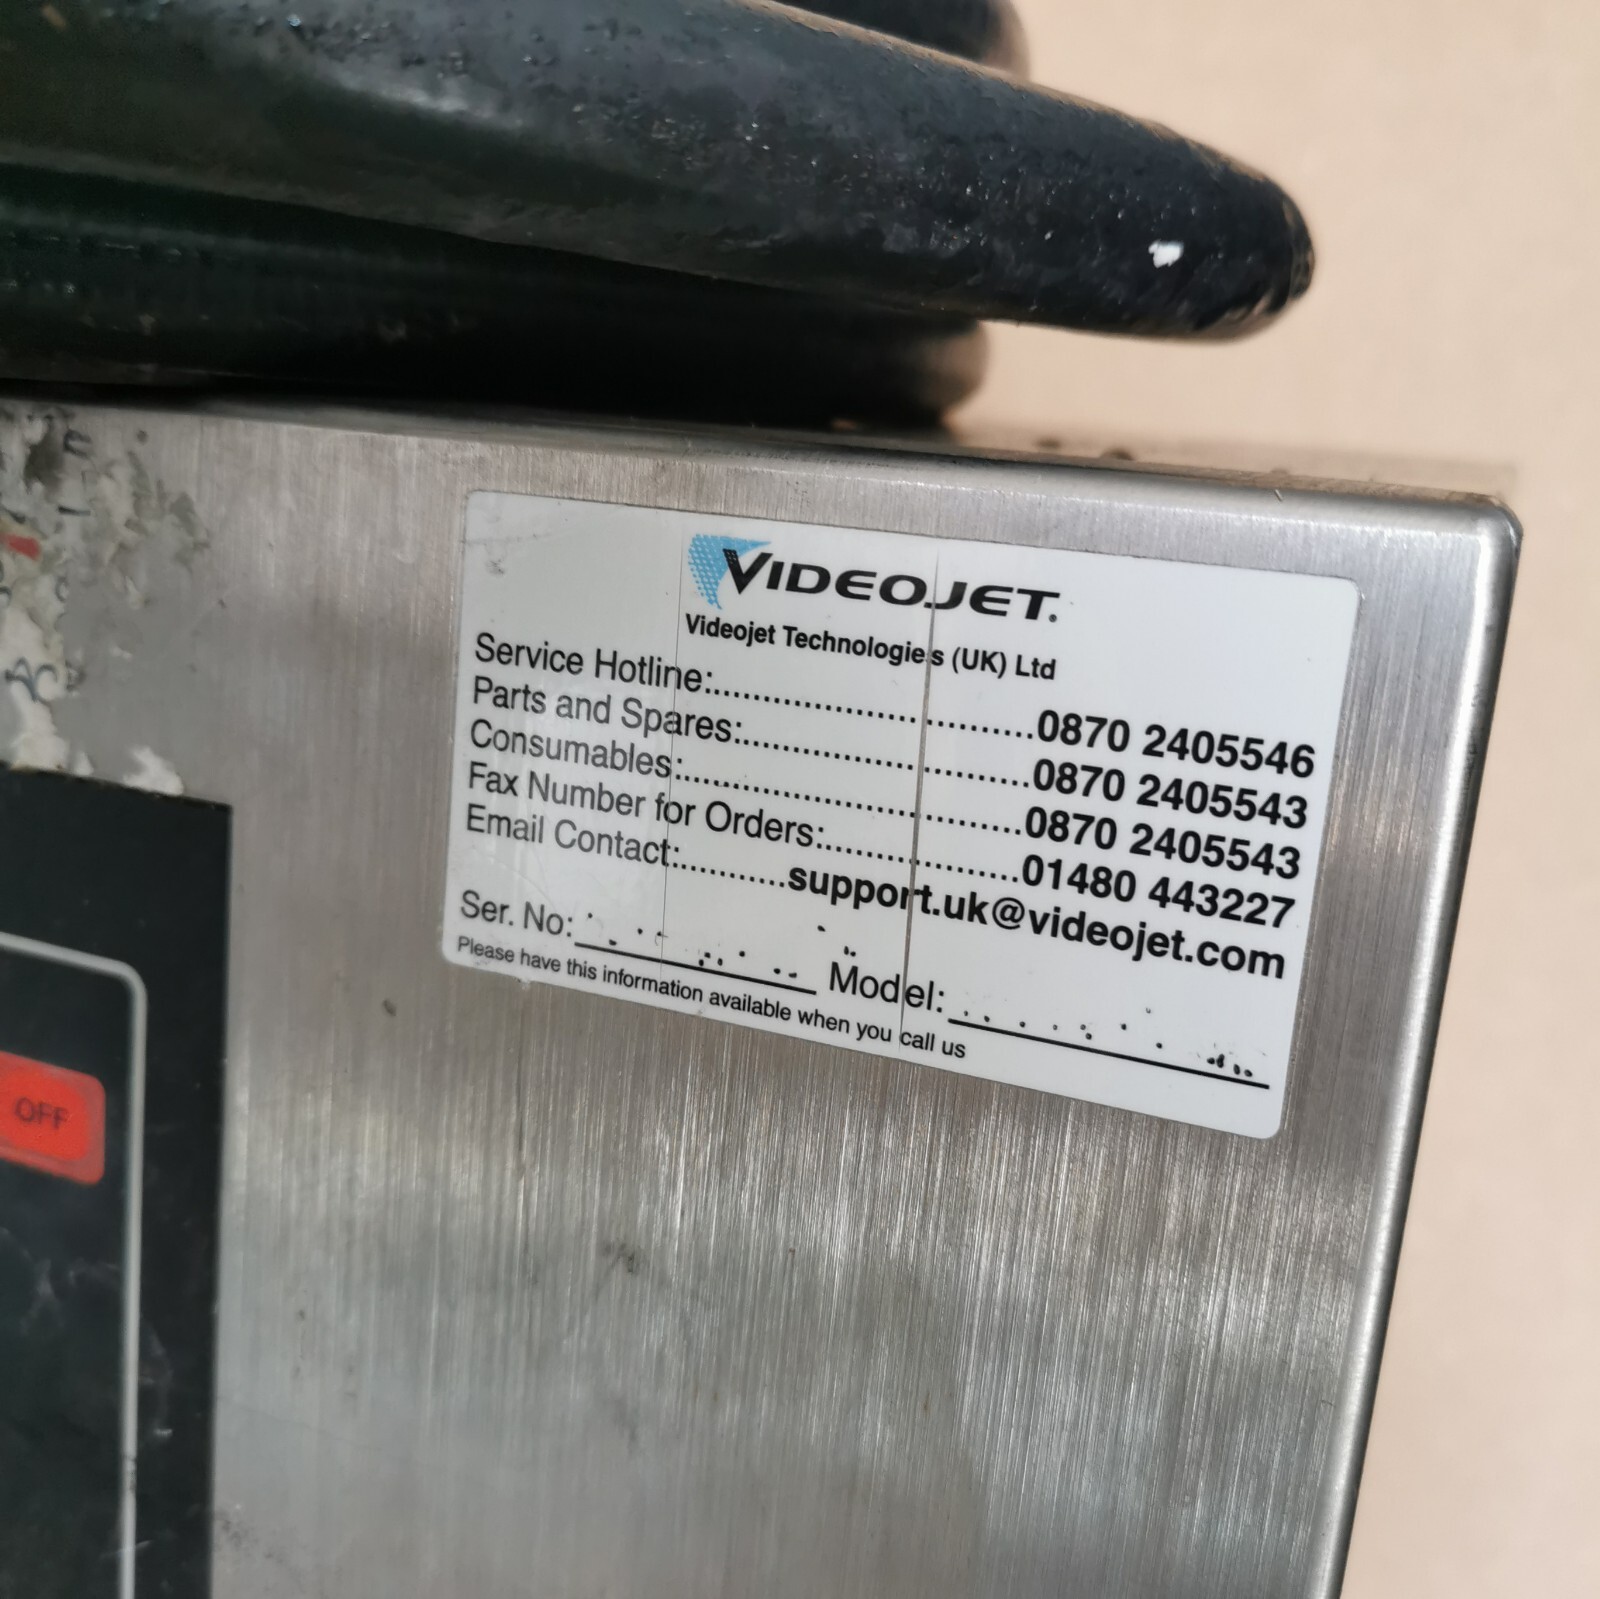 VIDEOJET.
Videojet Technologies (UK) Ltd
Service Hotline:................................0870 2405546
Parts and Spares:.............................0870 2405543
Consumables:..................................0870 2405543
Fax Number for Orders:....................01480 443227
Email Contact:...........support.uk@videojet.com
Ser. No: Model:
Please have this information available when you call us
OFF